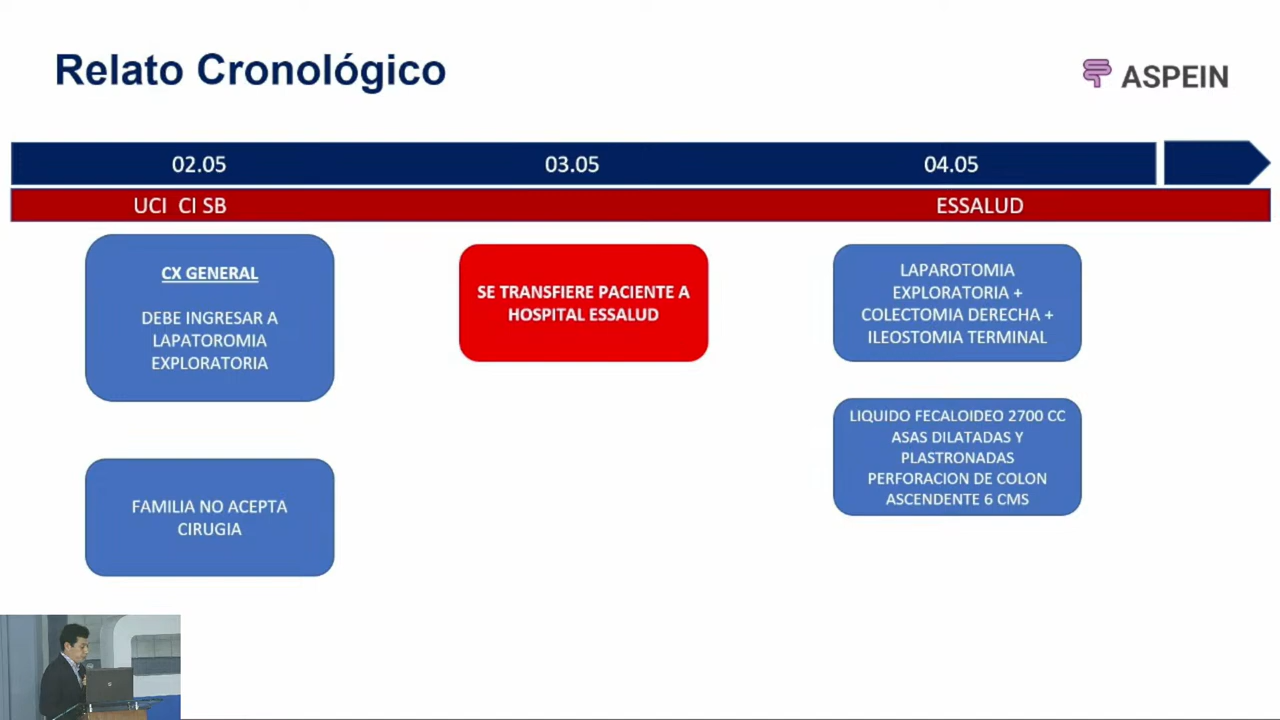 Relato Cronológico
ASPEIN
02.05
03.05
04.05
UCI CI SB
ESSALUD
CX GENERAL
DEBE INGRESAR A
LAPATOROMIA
EXPLORATORIA
FAMILIA NO ACEPTA
CIRUGIA
SE TRANSFIERE PACIENTE A
HOSPITAL ESSALUD
LAPAROTOMIA
EXPLORATORIA +
COLECTOMIA DERECHA +
ILEOSTOMIA TERMINAL
LIQUIDO FECALOIDEO 2700 CC
ASAS DILATADAS Y
PLASTRONADAS
PERFORACION DE COLON
ASCENDENTE 6 CMS